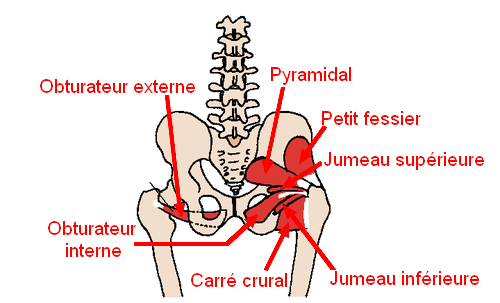 Pyramidal
Obturateur externe
Petit fessier
Jumeau supérieure
Obturateur
interne
Carré crural
Jumeau inférieure